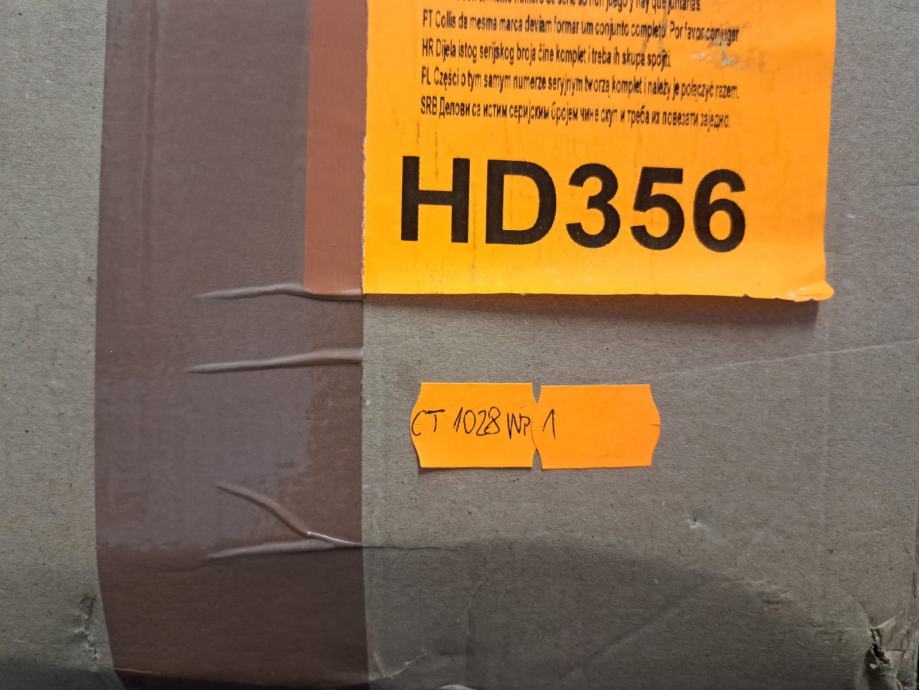 PT Collis da mesma marca deviam formar um conjunto completo. Por favor conjugar
HR Dijela istog serijskog broja čine komplet i treba ih skupa spojiti.
PL Części o tym samym numerze seryjnym tworzą komplet i należy je połączyć razem.
SRB Делови са истим серијским бројем чине скуп и треба их повезати заједно.
HD356
CT 1028 WP 1